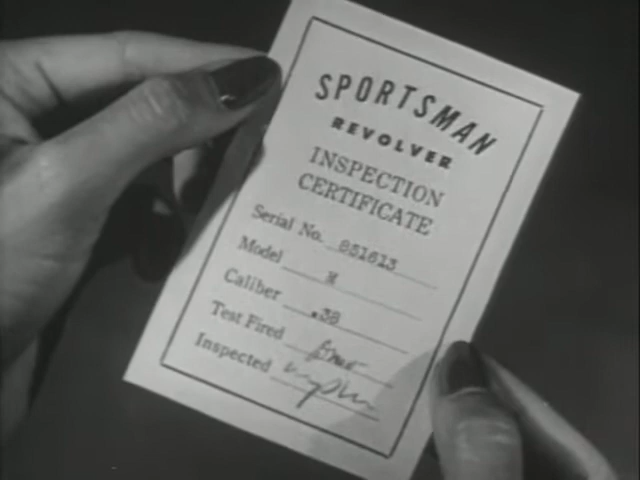 SPORTSMAN
REVOLVER
INSPECTION
CERTIFICATE
Serial No. 851613
Model
Caliber .38
Test Fired
Inspected